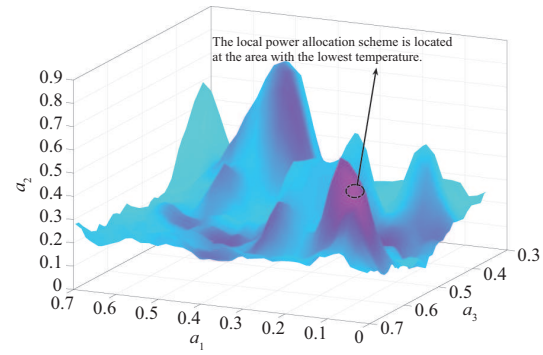 The local power allocation scheme is located
at the area with the lowest temperature.
0.9
0.8
0.7
0.6
0.5
0.4
0.3
0.2
0.1
0
a2
0.7 0.6 0.5 0.4 0.3 0.2 0.1 0
a1
0.7 0.6 0.5 0.4 0.3
a3